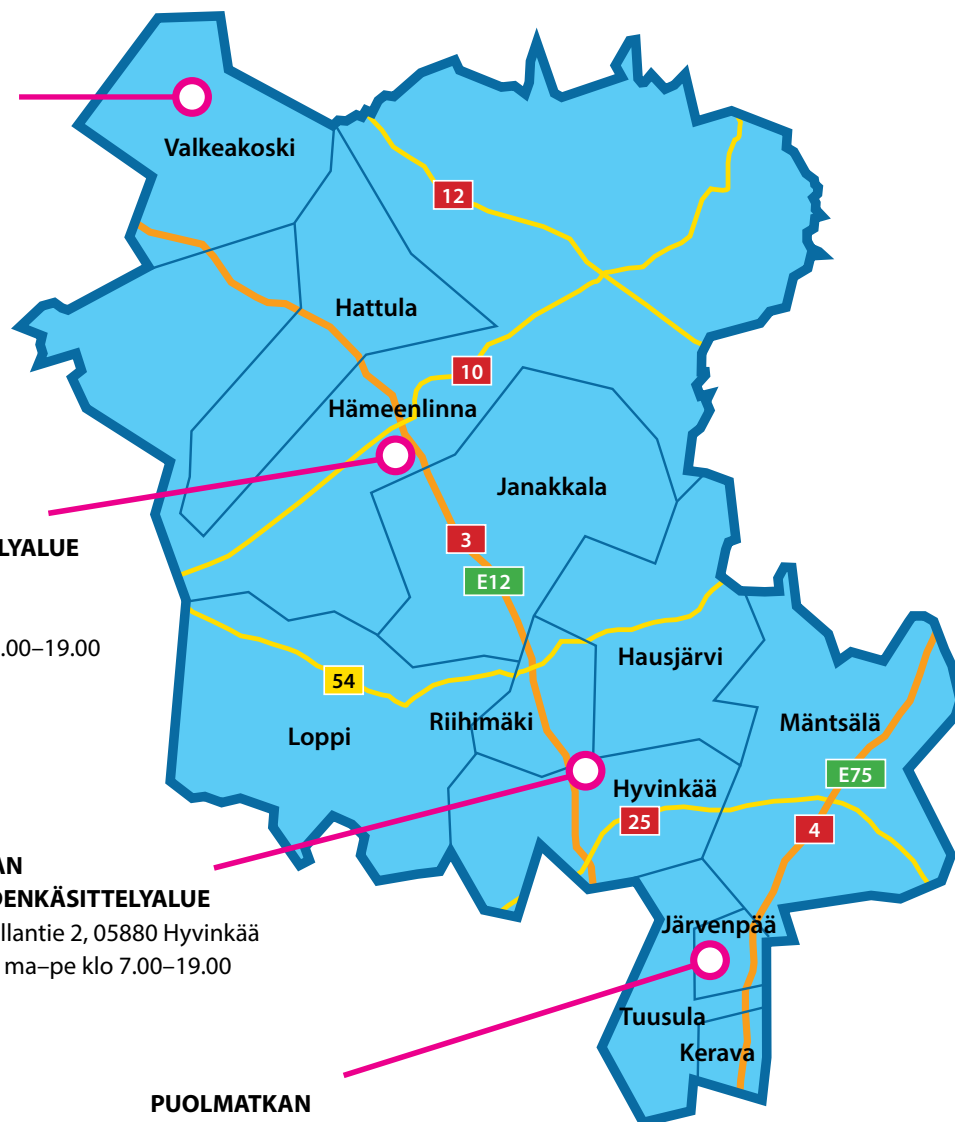 Valkeakoski
12
Hattula
10
Hämeenlinna
Janakkala
3
LYALUE
E12
.00–19.00
Hausjärvi
54
Riihimäki
Mäntsälä
Loppi
E75
Hyvinkää
25
4
AN
DENKÄSITTELYALUE
Järvenpää
llantie 2, 05880 Hyvinkää
ma–pe klo 7.00–19.00
Tuusula
Kerava
PUOLMATKAN